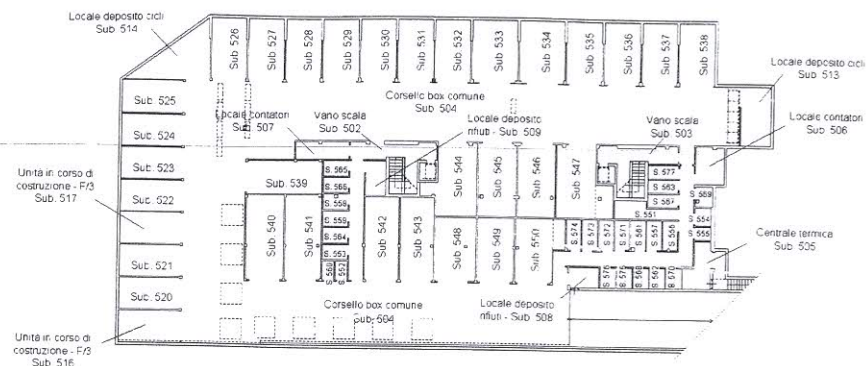 Locale deposito cicli
Sub. 514
Sub. 526
Sub. 527
Sub. 528
Sub. 529
Sub. 530
Sub. 531
Sub. 532
Sub. 533
Sub. 534
Sub. 535
Sub. 536
Sub. 537
Sub. 538
Locale deposito cicli
Sub. 513
Corsello box comune
Sub. 504
Sub. 525
Sub. 524
Sub. 523
Sub. 522
Sub. 521
Sub. 520
Locale contatori
Sub. 507
Vano scala
Sub. 502
Locale deposito
rifiuti - Sub. 509
Vano scala
Sub. 503
Locale contatori
Sub. 506
Unità in corso di
costruzione - F/3
Sub. 517
Sub. 539
Sub. 540
Sub. 541
S. 565
S. 566
S. 558
S. 559
S. 564
S. 553
S. 552
Sub. 542
Sub. 543
Sub. 544
Sub. 545
Sub. 546
Sub. 547
Sub. 548
Sub. 549
Sub. 550
S. 577
S. 563
S. 567
S. 551
S. 569
S. 554
S. 555
S. 574
S. 573
S. 572
S. 571
S. 561
S. 557
S. 556
S. 576
S. 575
S. 568
S. 562
S. 570
Centrale termica
Sub. 505
Corsello box comune
Sub. 504
Locale deposito
rifiuti - Sub. 508
Unità in corso di
costruzione - F/3
Sub. 516